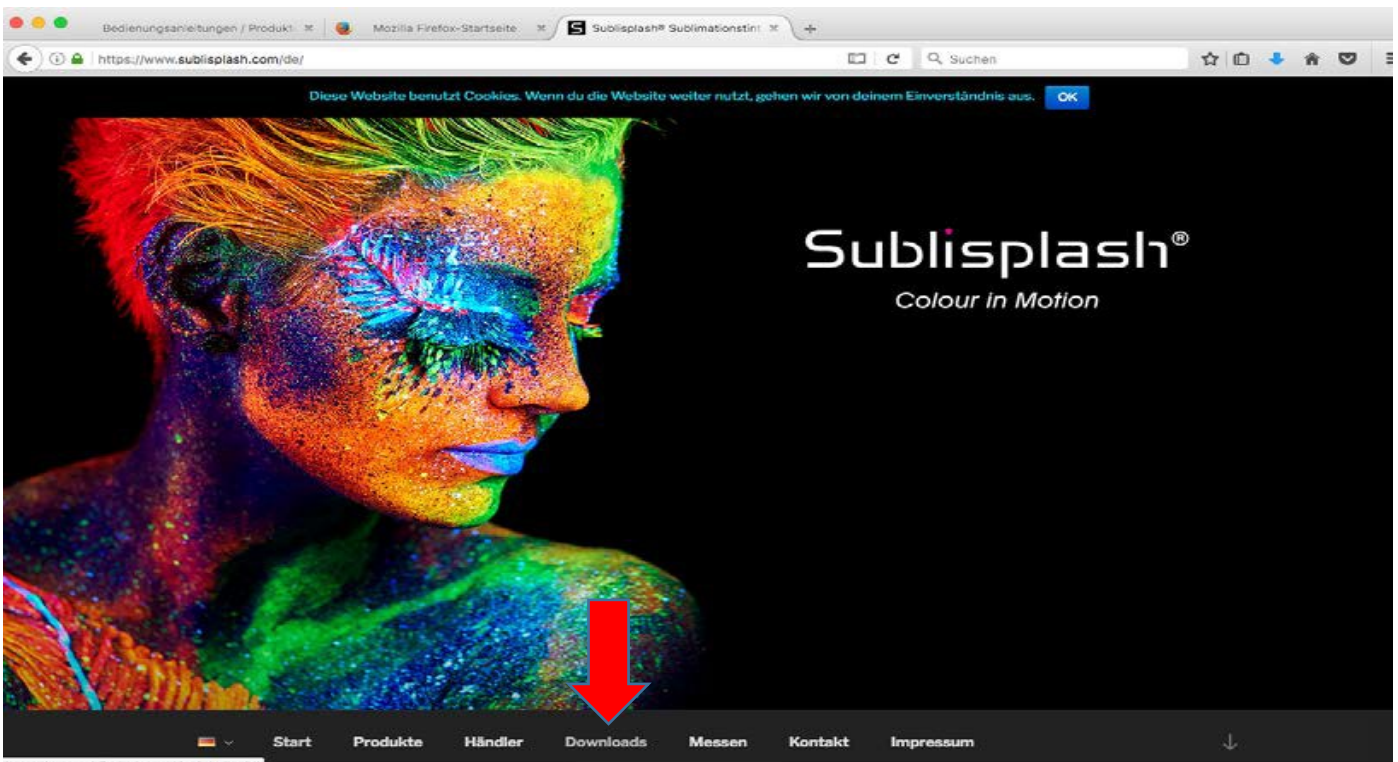 Bedienungsanleitungen / Produkt
Mozilla Firefox-Startseite
S Sublisplash® Sublimationstint
https://www.sublisplash.com/de/
Suchen
Diese Website benutzt Cookies. Wenn du die Website weiter nutzt, gehen wir von deinem Einverständnis aus. OK
Sublisplash®
Colour in Motion
Start Produkte Händler Downloads Messen Kontakt Impressum